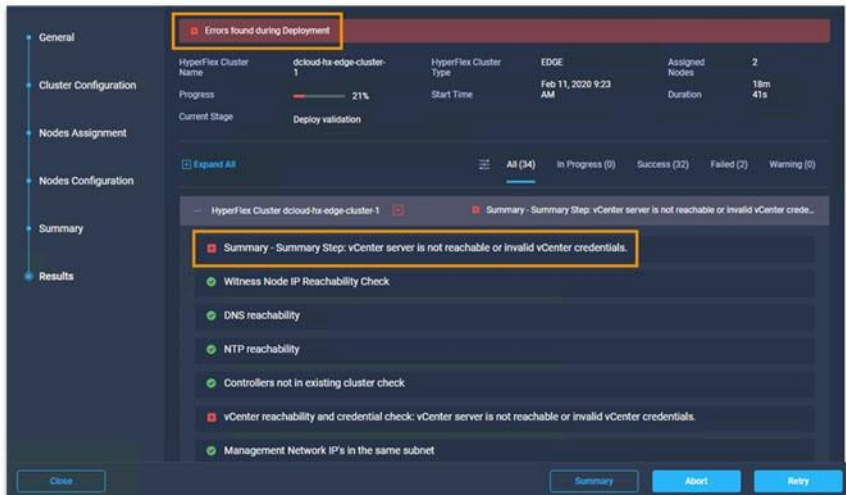 General
Cluster Configuration
Nodes Assignment
Nodes Configuration
Summary
Results
Errors found during Deployment
HyperFlex Cluster Name
dcloud-hx-edge-cluster-1
HyperFlex Cluster Type
EDGE
Assigned Nodes
2
Progress
21%
Start Time
Feb 11, 2020 9:23 AM
Duration
18m 41s
Current Stage
Deploy validation
Expand All
All (34)
In Progress (0)
Success (32)
Failed (2)
Warning (0)
HyperFlex Cluster dcloud-hx-edge-cluster-1
Summary - Summary Step: vCenter server is not reachable or invalid vCenter crede...
Summary - Summary Step: vCenter server is not reachable or invalid vCenter credentials.
Witness Node IP Reachability Check
DNS reachability
NTP reachability
Controllers not in existing cluster check
vCenter reachability and credential check: vCenter server is not reachable or invalid vCenter credentials.
Management Network IP's in the same subnet
Close
Summary
Abort
Retry